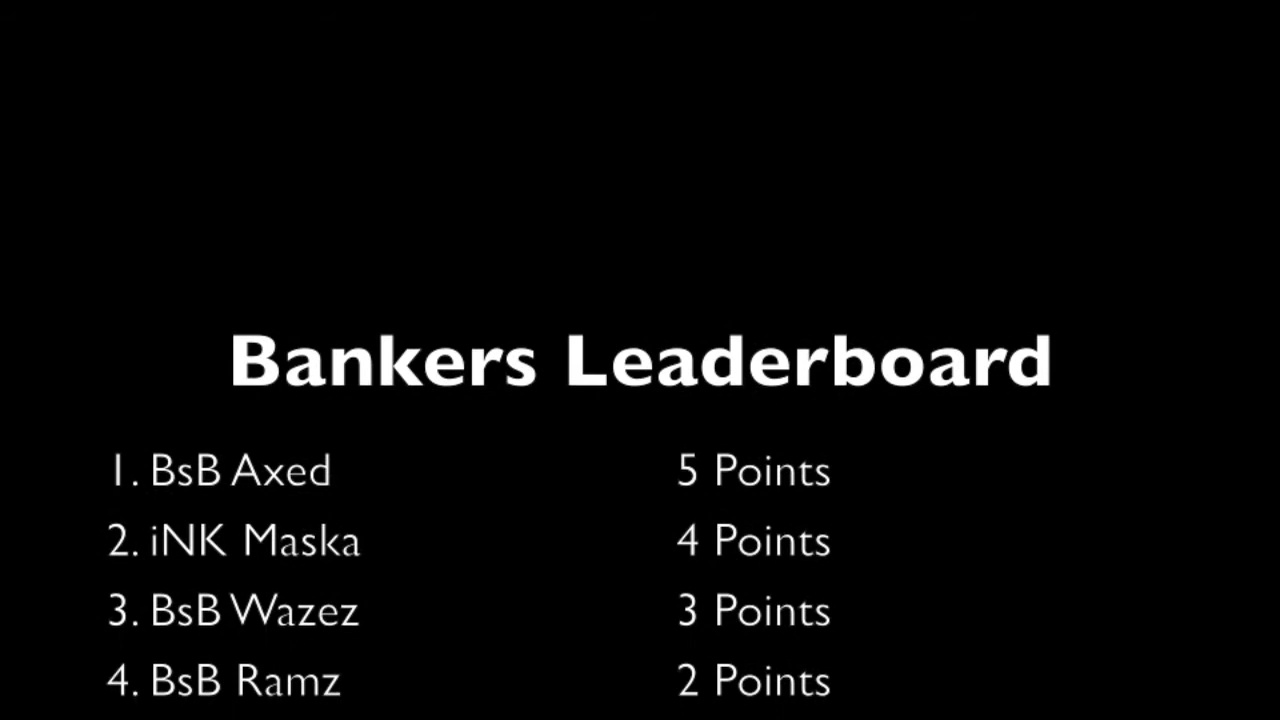 Bankers Leaderboard
1. BsB Axed 5 Points
2. iNK Maska 4 Points
3. BsB Wazez 3 Points
4. BsB Ramz 2 Points